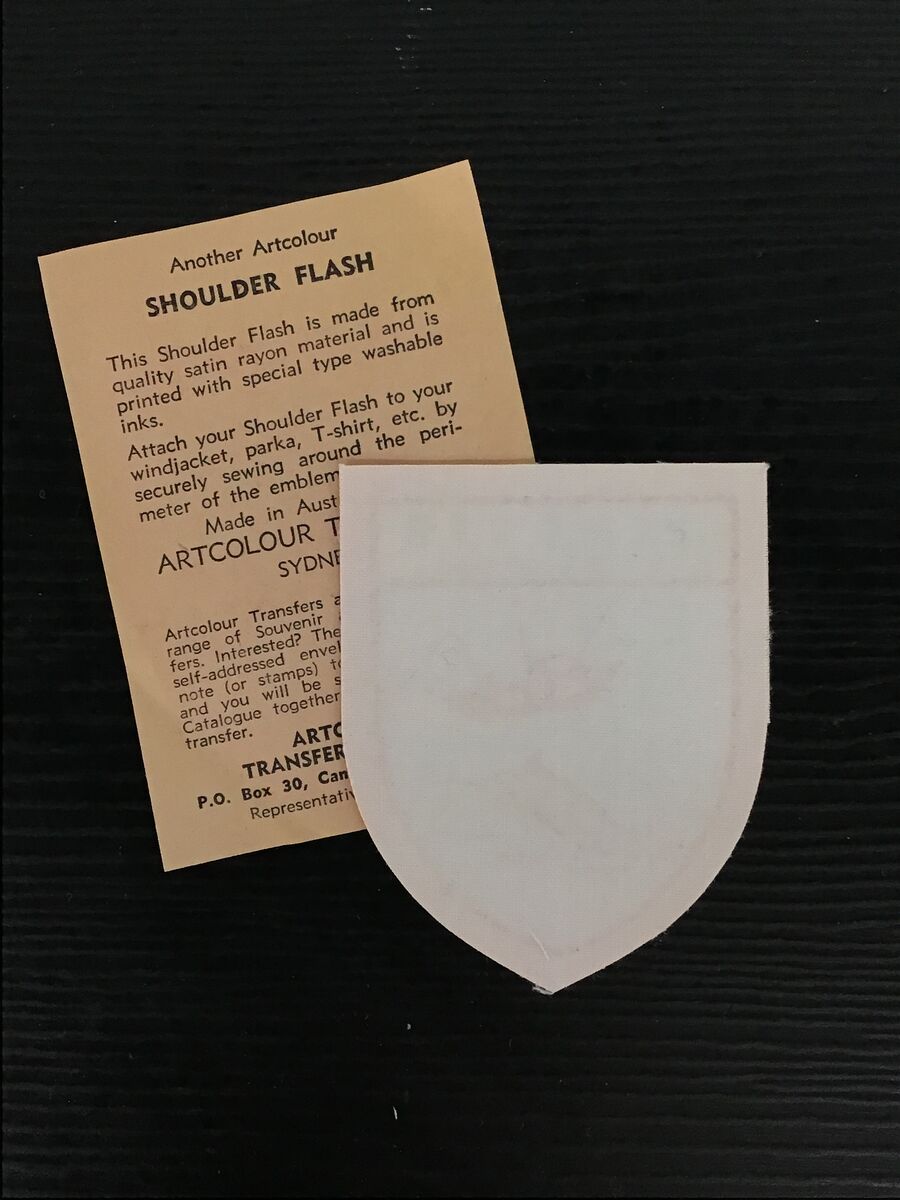 Another Artcolour
SHOULDER FLASH
This Shoulder Flash is made from
quality satin rayon material and is
printed with special type washable
inks.
Attach your Shoulder Flash to your
windjacket, parka, T-shirt, etc. by
securely sewing around the peri-
meter of the emblem
Made in Aust
ARTCOLOUR T
SYDNE
Artcolour Transfers a
range of Souvenir
fers. Interested? The
self-addressed envel
note (or stamps) to
and you will be s
Catalogue together
transfer.
ARTC
TRANSFER
P.O. Box 30, Cam
Representativ